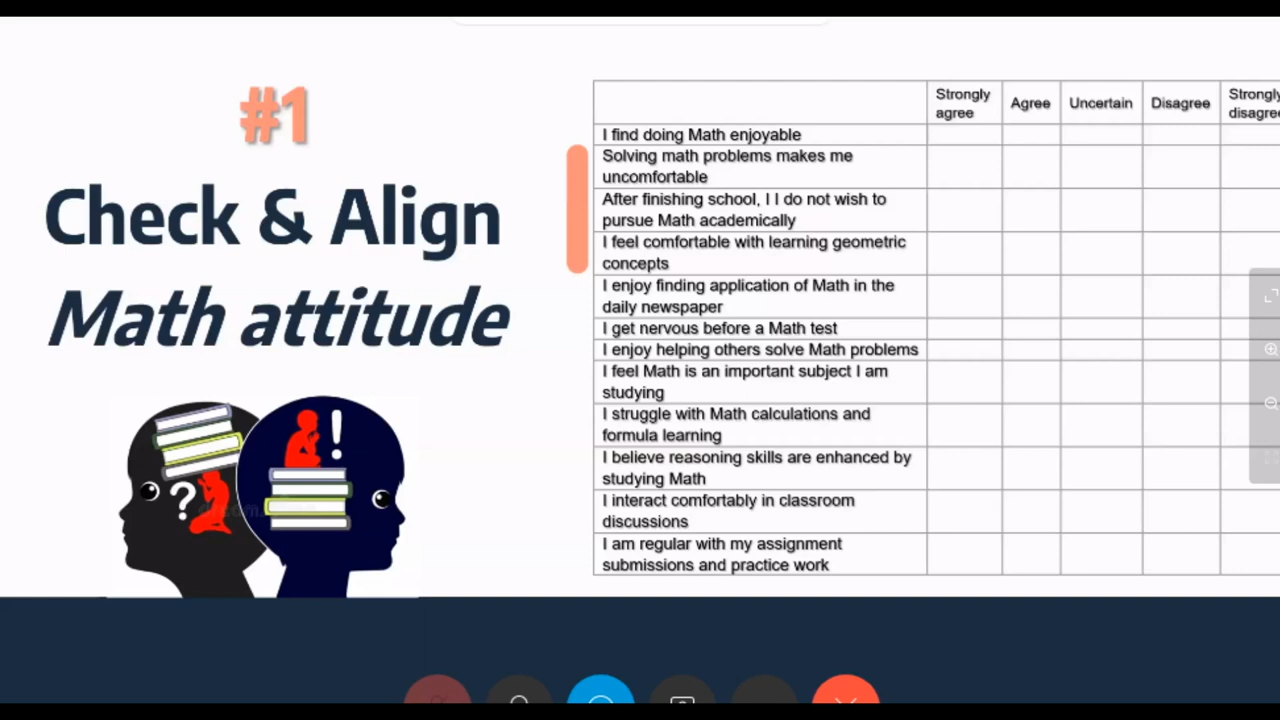 #1
Check & Align
Math attitude
Strongly
agree
Agree
Uncertain
Disagree
Strongly
I find doing Math enjoyable
Solving math problems makes me
uncomfortable
After finishing school, I I do not wish to
pursue Math academically
I feel comfortable with learning geometric
concepts
I enjoy finding application of Math in the
daily newspaper
I get nervous before a Math test
I enjoy helping others solve Math problems
I feel Math is an important subject I am
studying
I struggle with Math calculations and
formula learning
I believe reasoning skills are enhanced by
studying Math
I interact comfortably in classroom
discussions
I am regular with my assignment
submissions and practice work
?
!